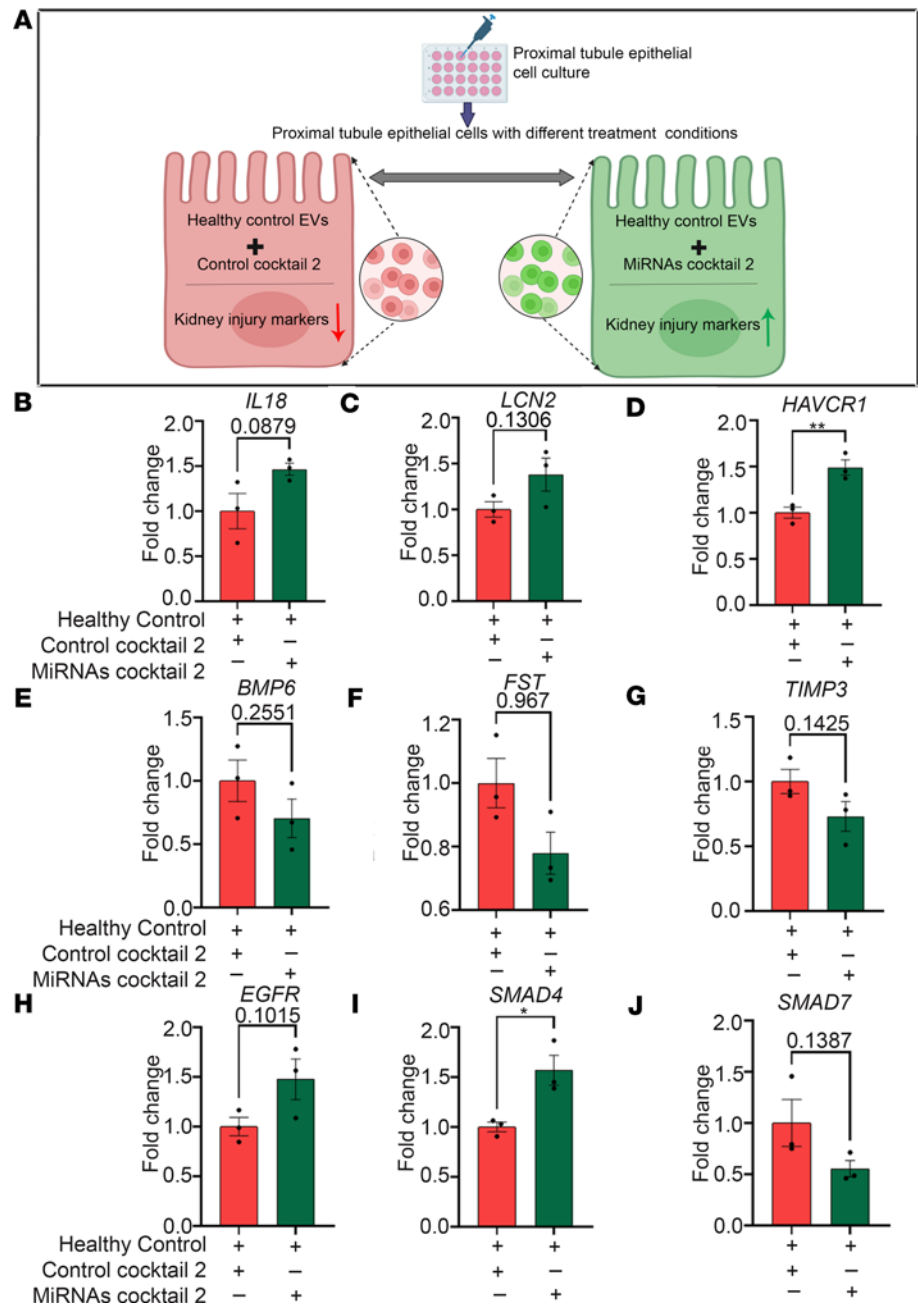 A
Proximal tubule epithelial
cell culture
Proximal tubule epithelial cells with different treatment conditions
Healthy control EVs
+
Control cocktail 2
Kidney injury markers ↓
Healthy control EVs
+
MiRNAs cocktail 2
Kidney injury markers ↑
B
IL18
0.0879
Fold change
2.0
1.5
1.0
0.5
0.0
C
LCN2
0.1306
Fold change
2.0
1.5
1.0
0.5
0.0
D
HAVCR1
**
Fold change
2.0
1.5
1.0
0.5
0.0
Healthy Control + + + + + +
Control cocktail 2 + − + − + −
MiRNAs cocktail 2 − + − + − +
E
BMP6
0.2551
Fold change
1.5
1.0
0.5
0.0
F
FST
0.967
Fold change
1.2
1.0
0.8
0.6
G
TIMP3
0.1425
Fold change
1.5
1.0
0.5
0.0
Healthy Control + + + + + +
Control cocktail 2 + − + − + −
MiRNAs cocktail 2 − + − + − +
H
EGFR
0.1015
Fold change
2.0
1.5
1.0
0.5
0.0
I
SMAD4
*
Fold change
2.0
1.5
1.0
0.5
0.0
J
SMAD7
0.1387
Fold change
2.0
1.5
1.0
0.5
0.0
Healthy Control + + + + + +
Control cocktail 2 + − + − + −
MiRNAs cocktail 2 − + − + − +